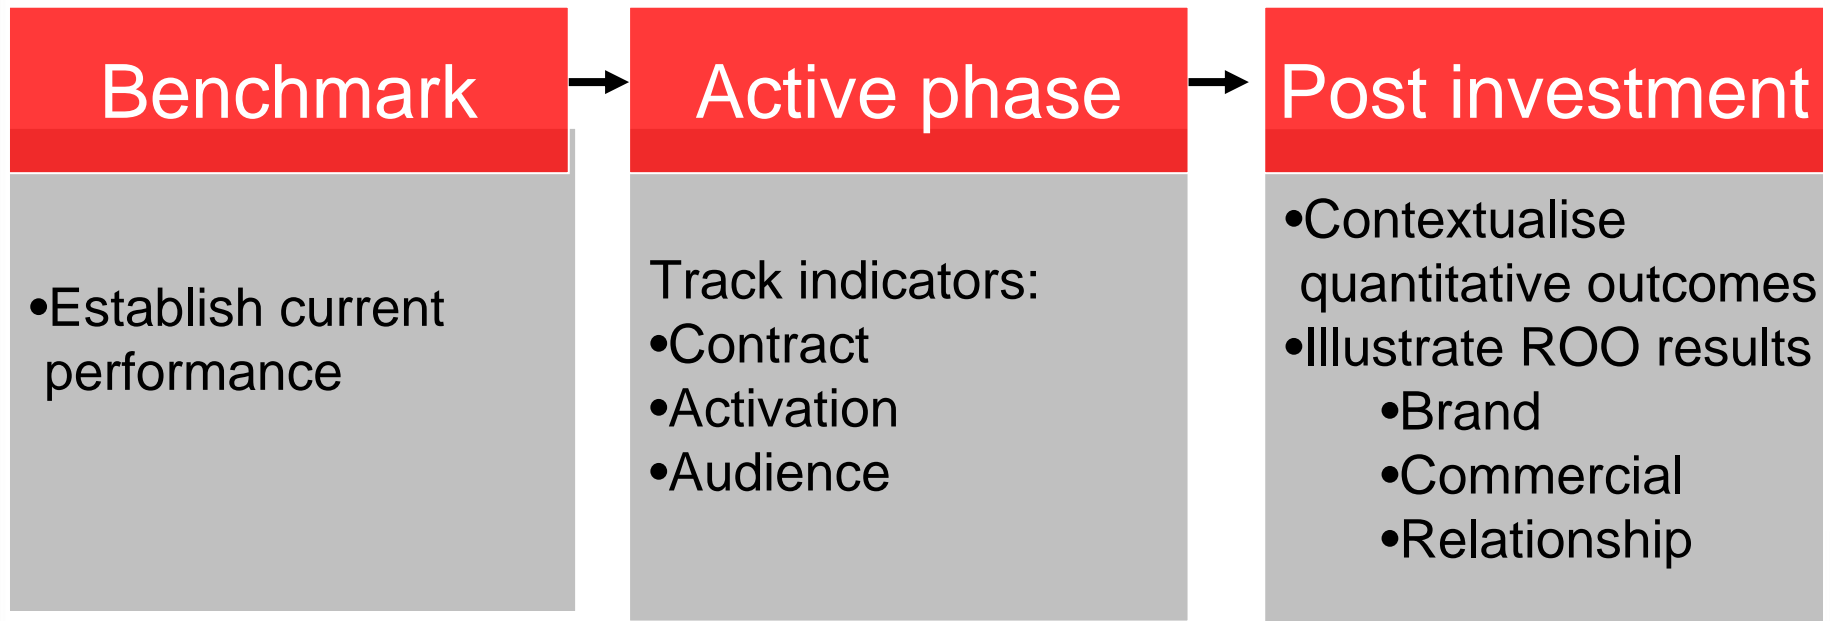 Benchmark
•Establish current
performance
Active phase
Track indicators:
•Contract
•Activation
•Audience
Post investment
•Contextualise
quantitative outcomes
•Illustrate ROO results
•Brand
•Commercial
•Relationship